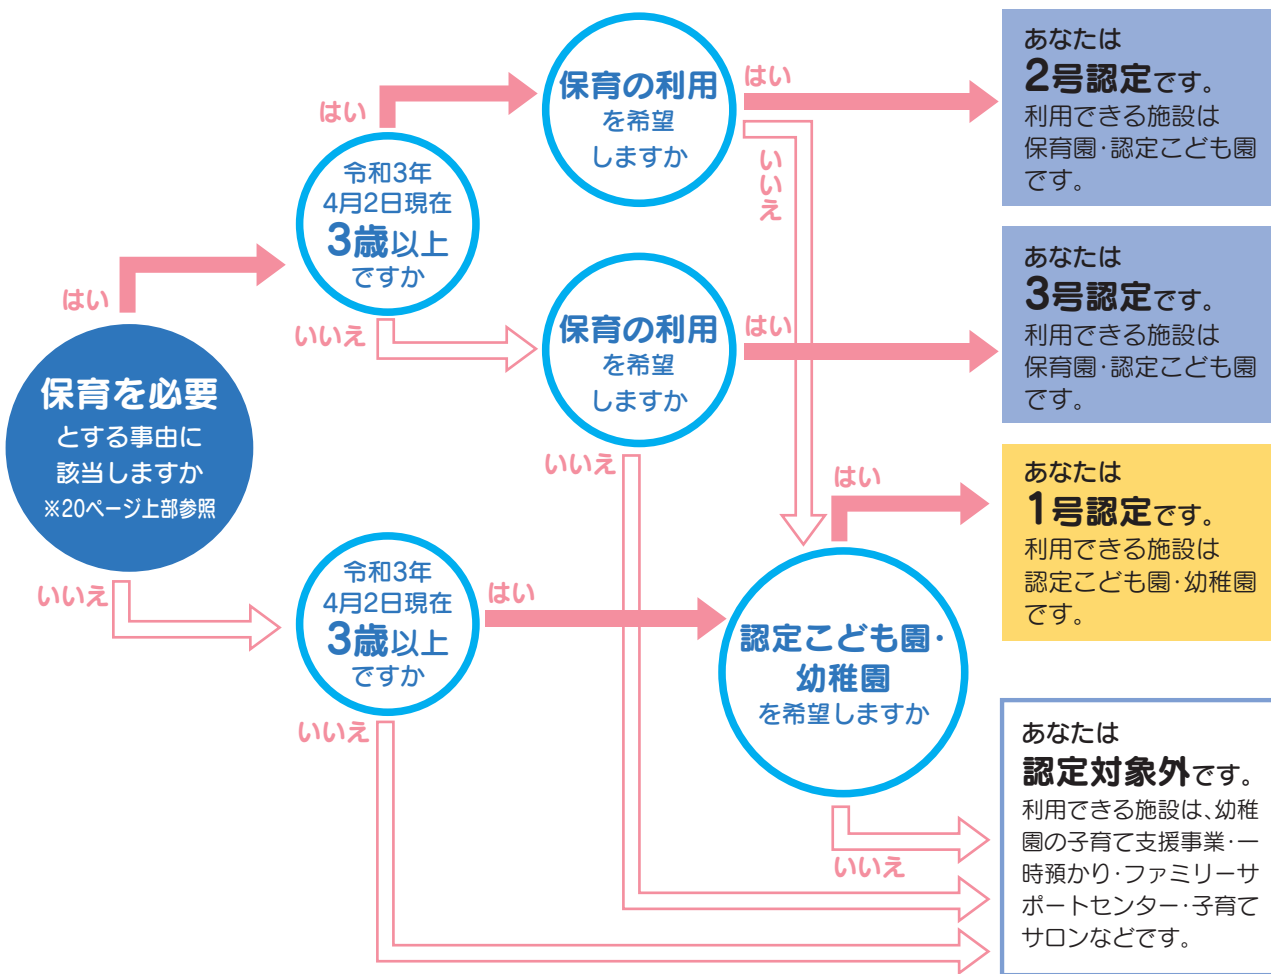 保育を必要
とする事由に
該当しますか
※20ページ上部参照
はい
いいえ
令和3年
4月2日現在
3歳以上
ですか
はい
いいえ
保育の利用
を希望
しますか
はい
いいえ
保育の利用
を希望
しますか
はい
いいえ
令和3年
4月2日現在
3歳以上
ですか
はい
いいえ
認定こども園・
幼稚園
を希望しますか
はい
いいえ
あなたは
2号認定です。
利用できる施設は
保育園・認定こども園
です。
あなたは
3号認定です。
利用できる施設は
保育園・認定こども園
です。
あなたは
1号認定です。
利用できる施設は
認定こども園・幼稚園
です。
あなたは
認定対象外です。
利用できる施設は、幼稚
園の子育て支援事業・一
時預かり・ファミリーサ
ポートセンター・子育て
サロンなどです。